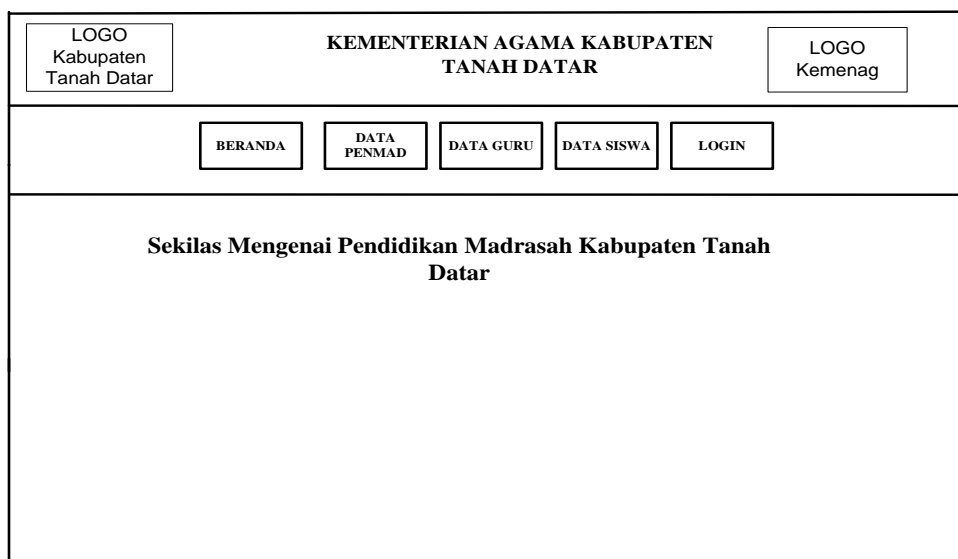 LOGO
Kabupaten
Tanah Datar
KEMENTERIAN AGAMA KABUPATEN
TANAH DATAR
LOGO
Kemenag
BERANDA
DATA
PENMAD
DATA GURU
DATA SISWA
LOGIN
Sekilas Mengenai Pendidikan Madrasah Kabupaten Tanah
Datar